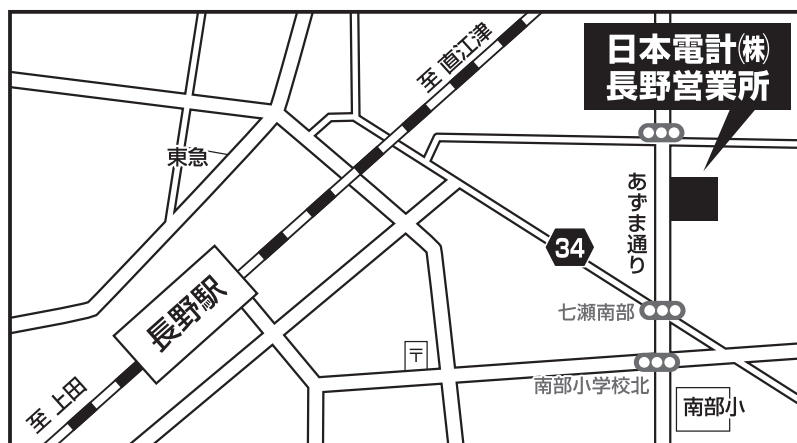 日本電計㈱
長野営業所
至 直江津
東急
あずま通り
34
長野駅
七瀬南部
〒
南部小学校北
至 上田
南部小